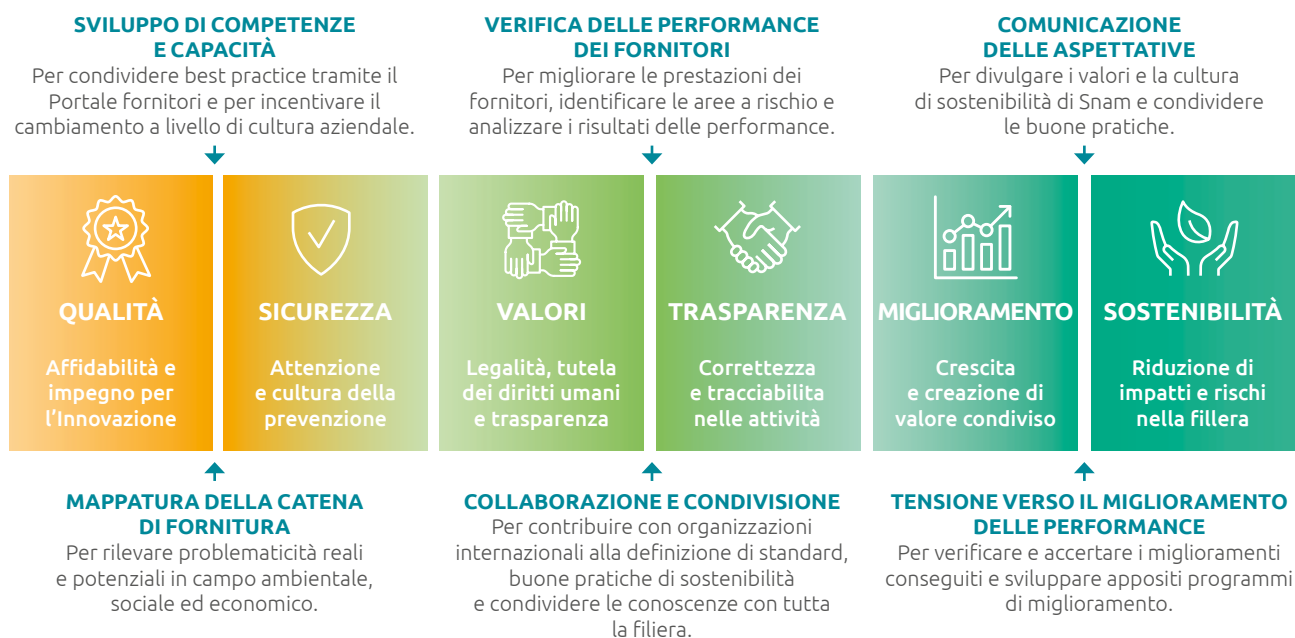 SVILUPPO DI COMPETENZE
E CAPACITÀ
Per condividere best practice tramite il
Portale fornitori e per incentivare il
cambiamento a livello di cultura aziendale.
VERIFICA DELLE PERFORMANCE
DEI FORNITORI
Per migliorare le prestazioni dei
fornitori, identificare le aree a rischio e
analizzare i risultati delle performance.
COMUNICAZIONE
DELLE ASPETTATIVE
Per divulgare i valori e la cultura
di sostenibilità di Snam e condividere
le buone pratiche.
QUALITÀ
Affidabilità e
impegno per
l’Innovazione
SICUREZZA
Attenzione
e cultura della
prevenzione
VALORI
Legalità, tutela
dei diritti umani
e trasparenza
TRASPARENZA
Correttezza
e tracciabilita
nelle attività
MIGLIORAMENTO
Crescita
e creazione di
valore condiviso
SOSTENIBILITÀ
Riduzione di
impatti e rischi
nella fillera
MAPPATURA DELLA CATENA
DI FORNITURA
Per rilevare problematicità reali
e potenziali in campo ambientale,
sociale ed economico.
COLLABORAZIONE E CONDIVISIONE
Per contribuire con organizzazioni
internazionali alla definizione di standard,
buone pratiche di sostenibilità
e condividere le conoscenze con tutta
la filiera.
TENSIONE VERSO IL MIGLIORAMENTO
DELLE PERFORMANCE
Per verificare e accertare i miglioramenti
conseguiti e sviluppare appositi programmi
di miglioramento.